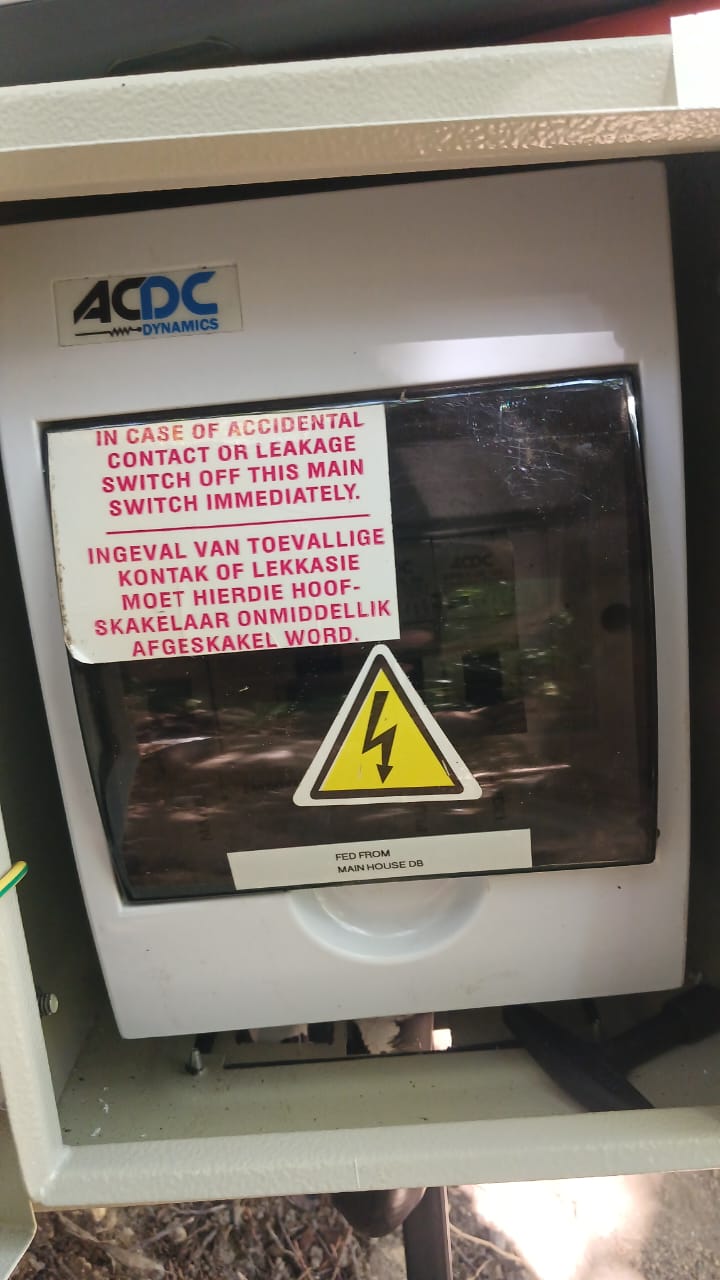 ACDC
DYNAMICS
IN CASE OF ACCIDENTAL
CONTACT OR LEAKAGE
SWITCH OFF THIS MAIN
SWITCH IMMEDIATELY.
INGEVAL VAN TOEVALLIGE
KONTAK OF LEKKASIE
MOET HIERDIE HOOF-
SKAKELAAR ONMIDDELLIK
AFGESKAKEL WORD.
FED FROM
MAIN HOUSE DB